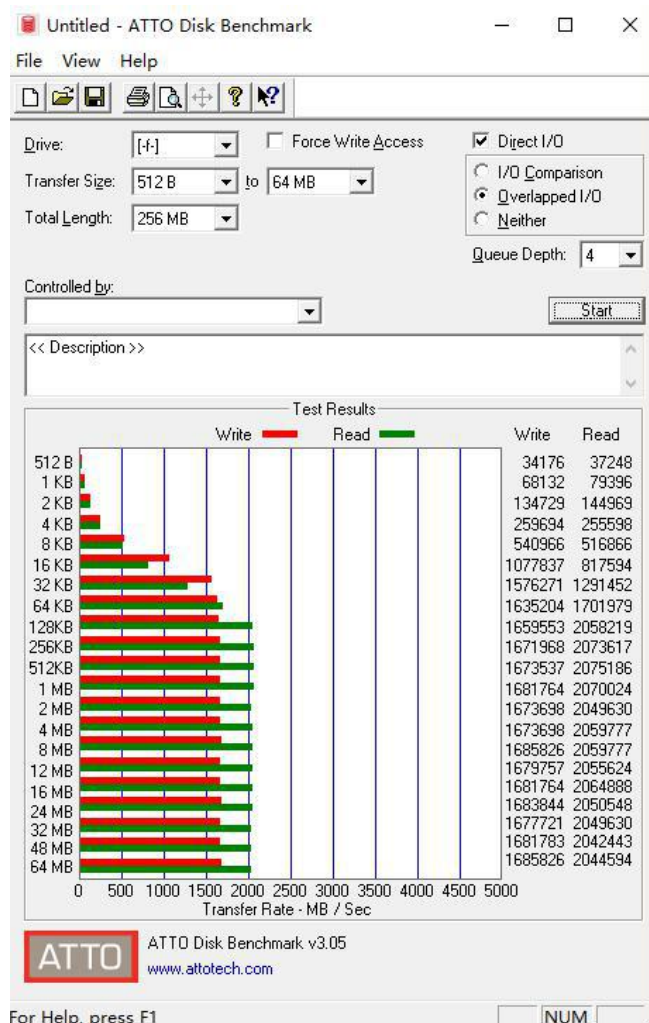 Untitled - ATTO Disk Benchmark
File View Help
Drive: [-f-] Force Write Access Direct I/O
Transfer Size: 512 B to 64 MB I/O Comparison
Overlapped I/O
Total Length: 256 MB Neither
Queue Depth: 4
Controlled by:
Start
<< Description >>
Test Results
Write Read Write Read
512 B 34176 37248
1 KB 68132 79396
2 KB 134729 144969
4 KB 259694 255598
8 KB 540966 516866
16 KB 1077837 817594
32 KB 1576271 1291452
64 KB 1635204 1701979
128KB 1659553 2058219
256KB 1671968 2073617
512KB 1673537 2075186
1 MB 1681764 2070024
2 MB 1673698 2049630
4 MB 1673698 2059777
8 MB 1685826 2059777
12 MB 1679757 2055624
16 MB 1681764 2064888
24 MB 1683844 2050548
32 MB 1677721 2049630
48 MB 1681783 2042443
64 MB 1685826 2044594
0 500 1000 1500 2000 2500 3000 3500 4000 4500 5000
Transfer Rate - MB / Sec
ATTO
ATTO Disk Benchmark v3.05
www.attotech.com
For Help, press F1 NUM